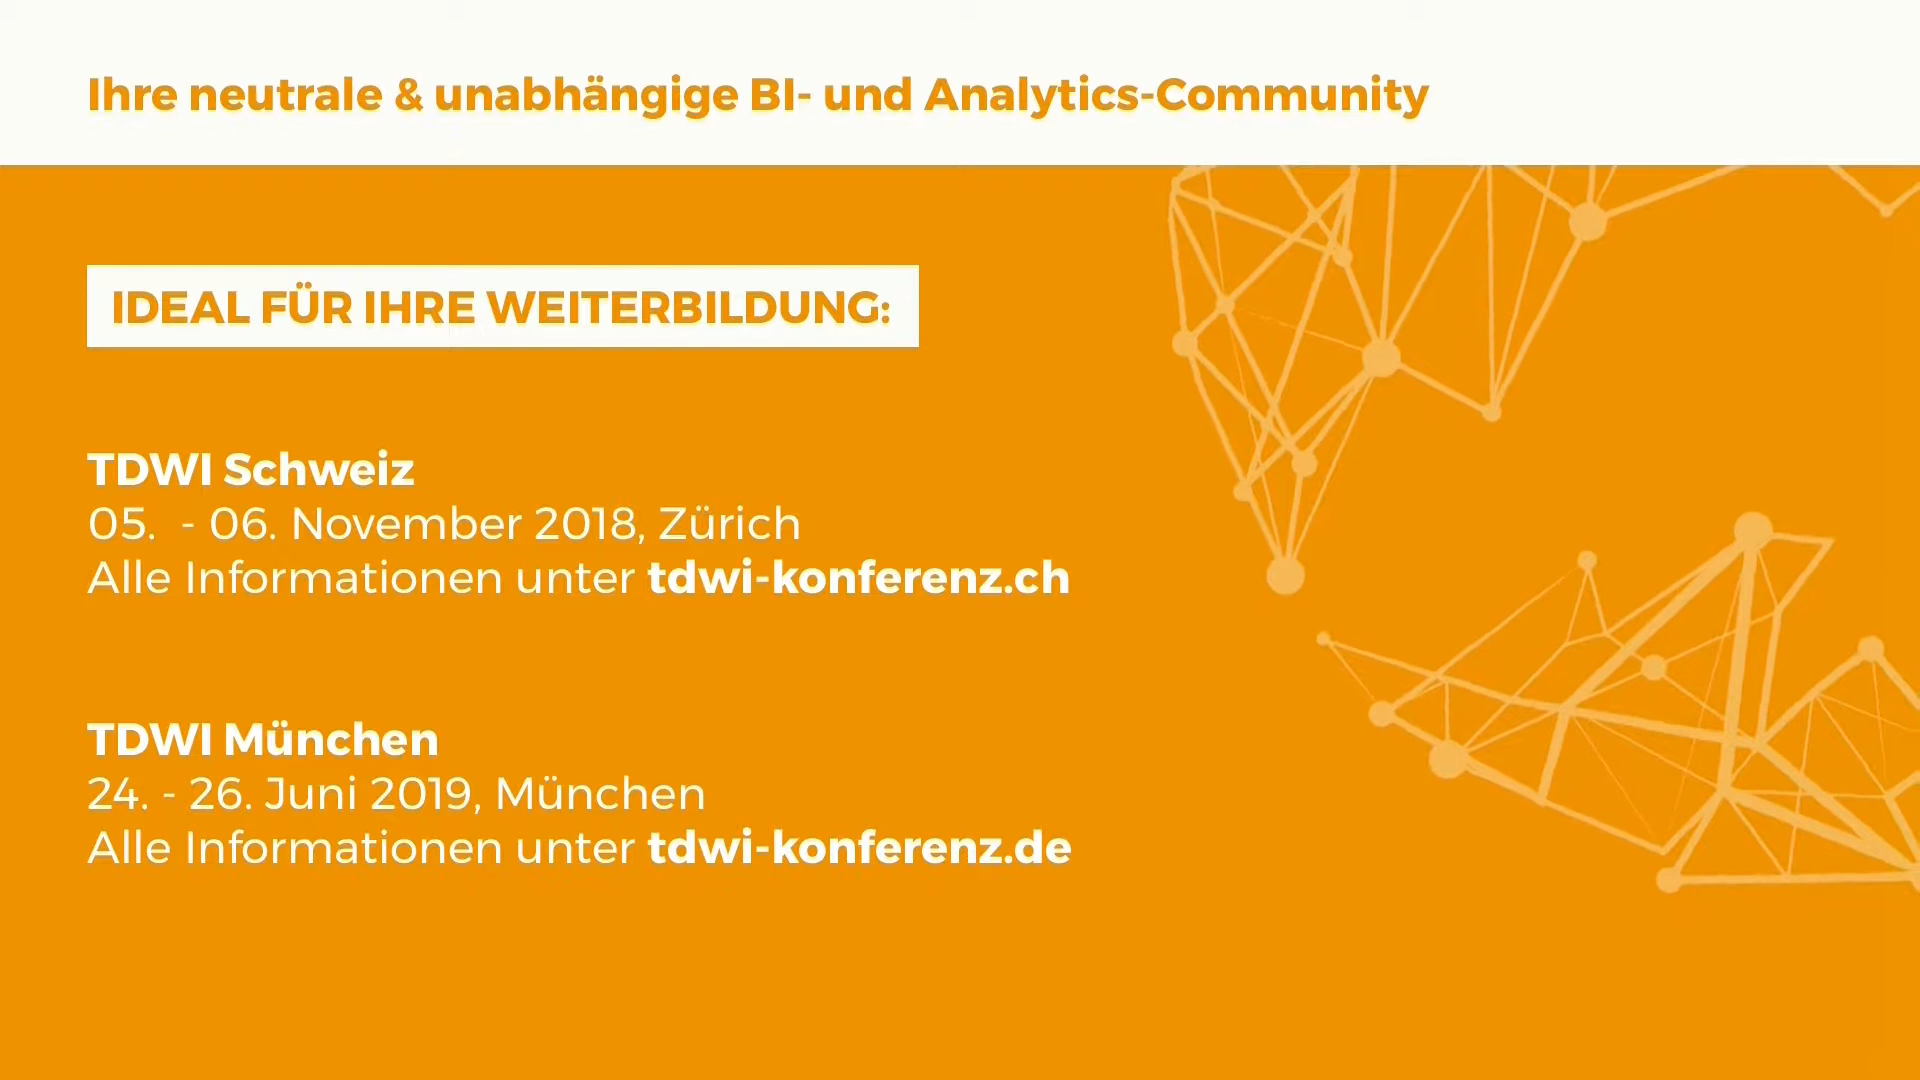 Ihre neutrale & unabhängige BI- und Analytics-Community
IDEAL FÜR IHRE WEITERBILDUNG:
TDWI Schweiz
05.  - 06. November 2018, Zürich
Alle Informationen unter tdwi-konferenz.ch
TDWI München
24. - 26. Juni 2019, München
Alle Informationen unter tdwi-konferenz.de